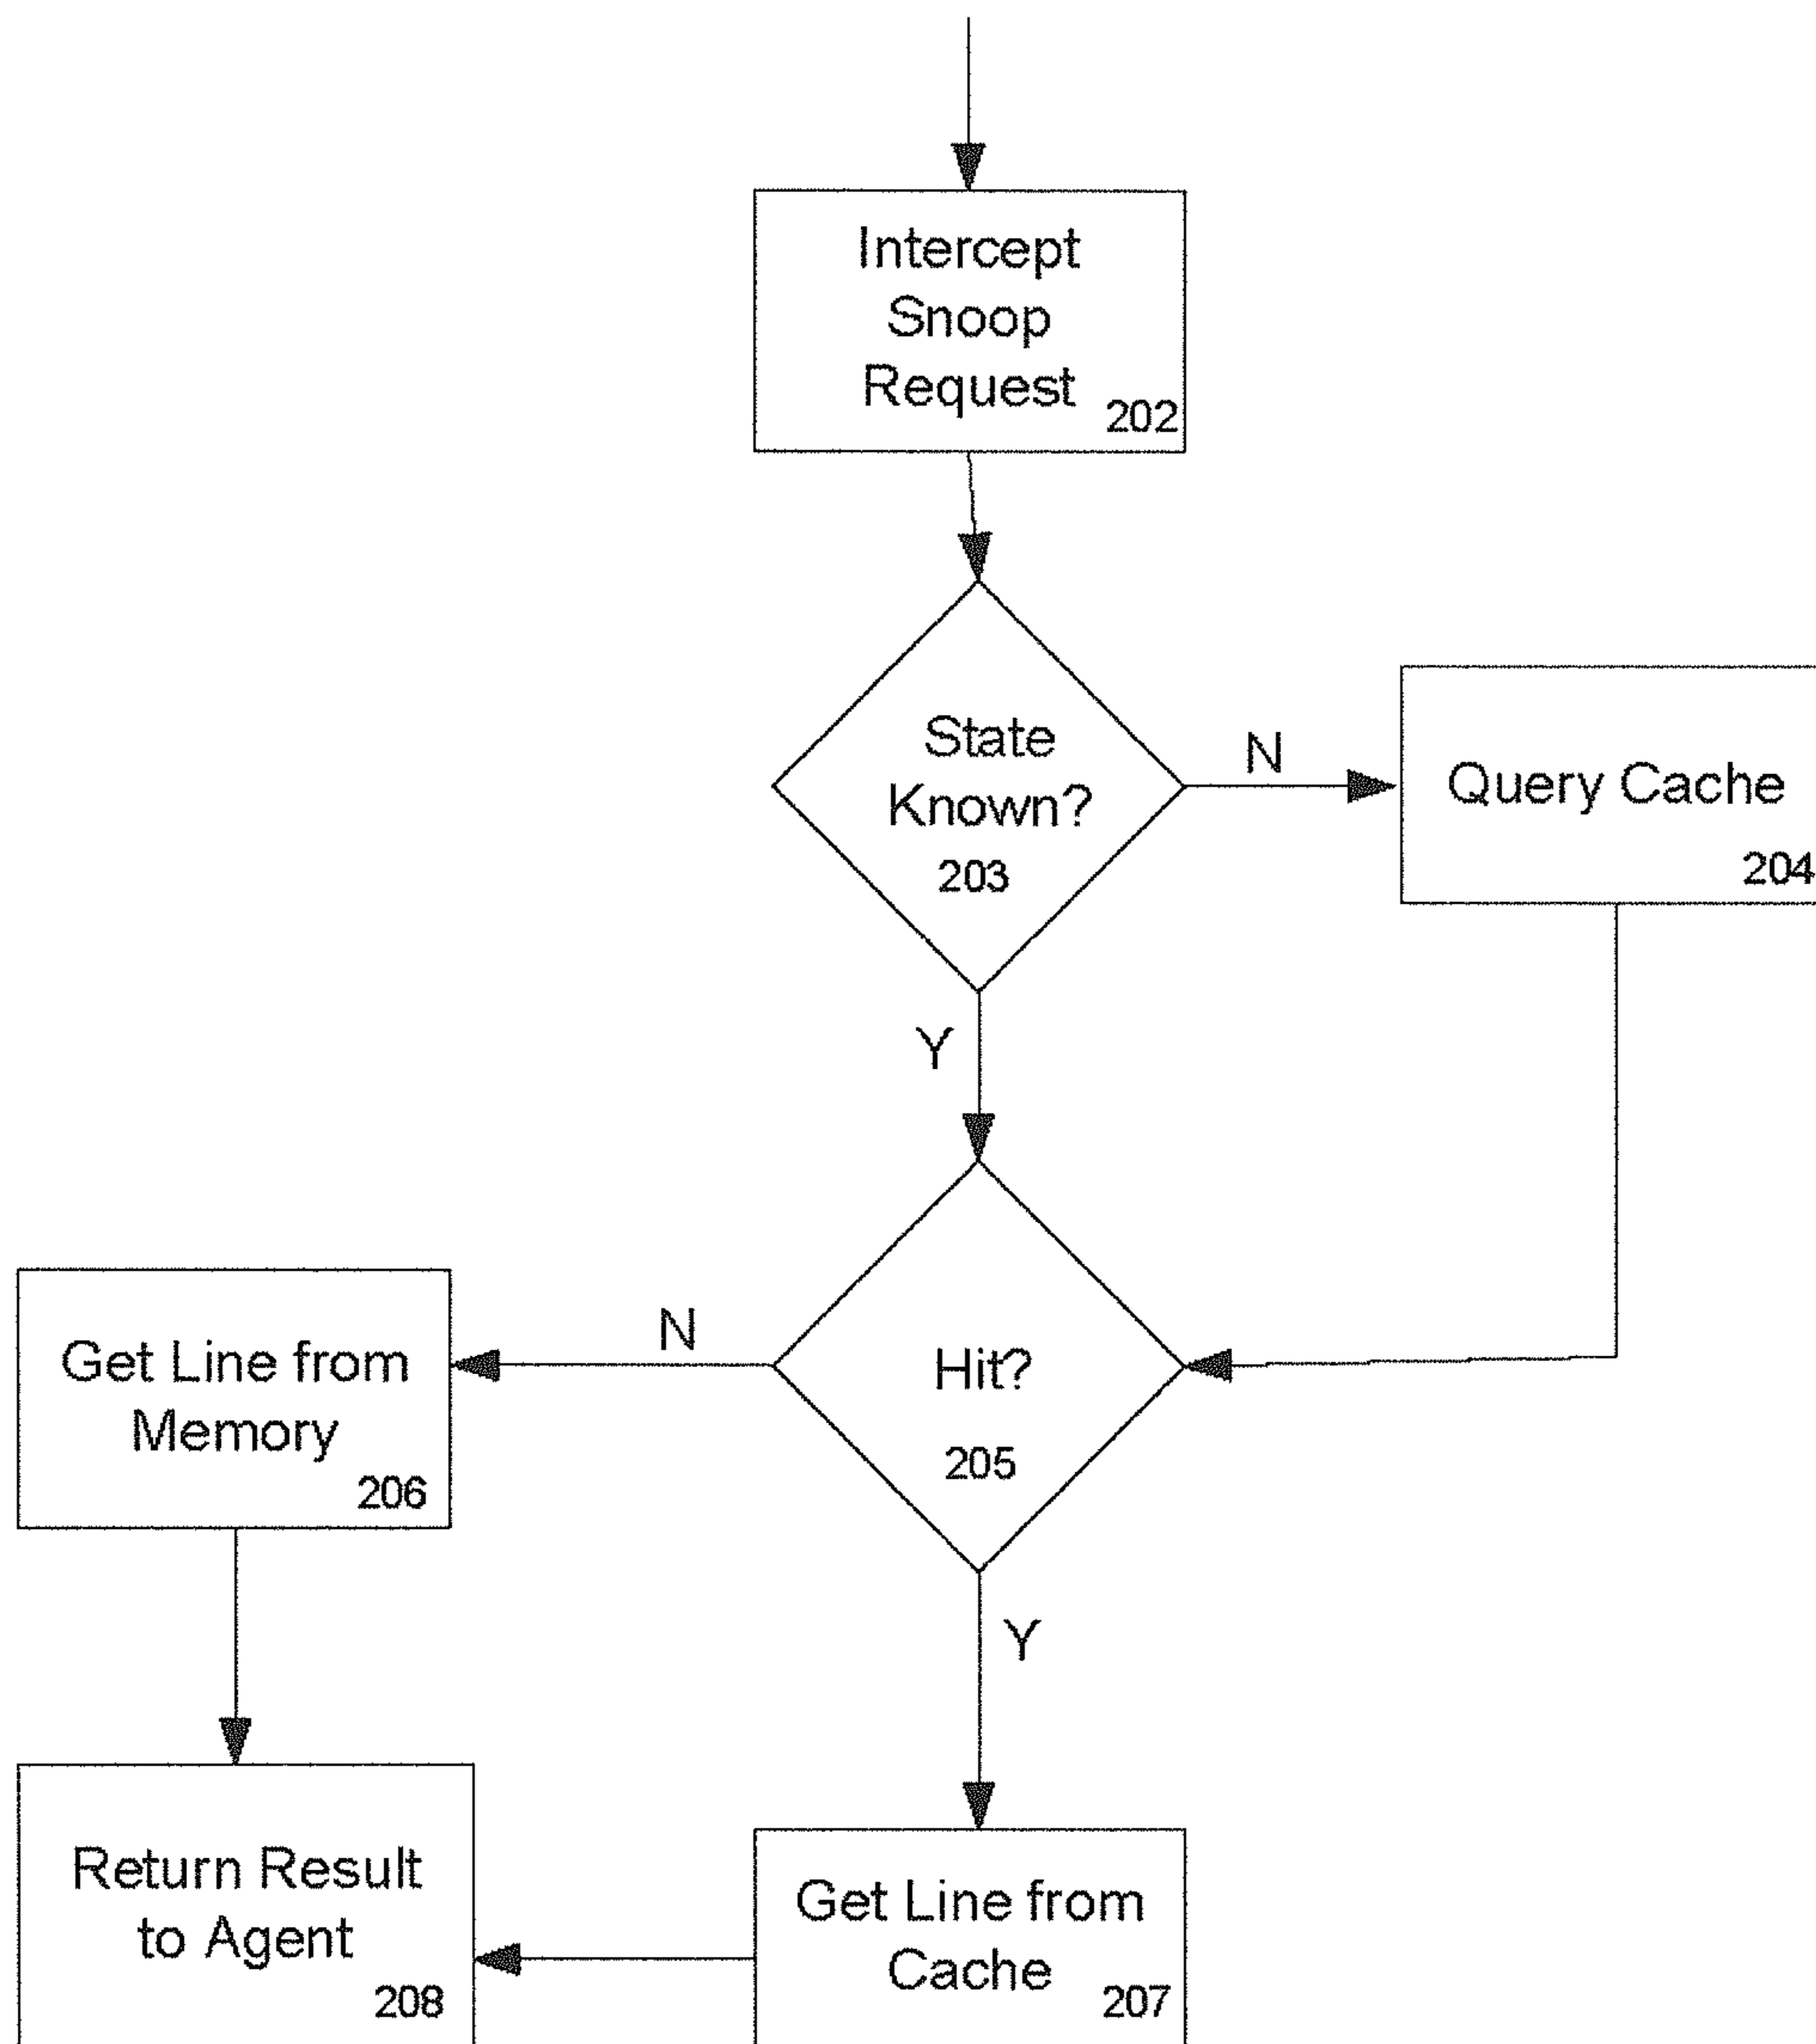 Intercept
Snoop
Request
202
State
Known?
203
N
Query Cache
204
Y
Hit?
205
N
Get Line from
Memory
206
Y
Return Result
to Agent
208
Get Line from
Cache
207